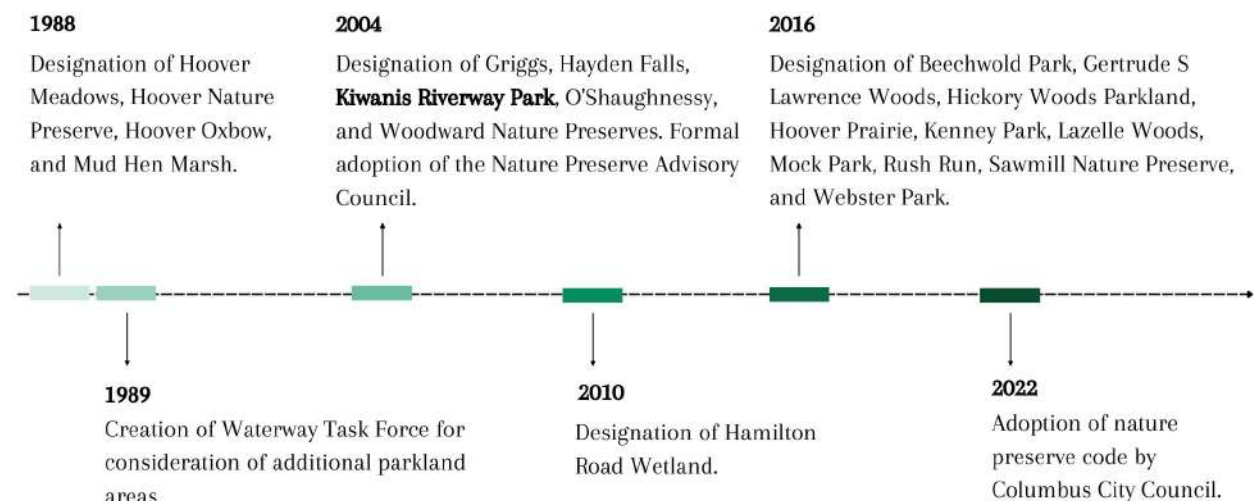 1988
Designation of Hoover
Meadows, Hoover Nature
Preserve, Hoover Oxbow,
and Mud Hen Marsh.
2004
Designation of Griggs, Hayden Falls,
Kiwanis Riverway Park, O'Shaughnessy,
and Woodward Nature Preserves. Formal
adoption of the Nature Preserve Advisory
Council.
2016
Designation of Beechwold Park, Gertrude S
Lawrence Woods, Hickory Woods Parkland,
Hoover Prairie, Kenney Park, Lazelle Woods,
Mock Park, Rush Run, Sawmill Nature Preserve,
and Webster Park.
1989
Creation of Waterway Task Force for
consideration of additional parkland
areas
2010
Designation of Hamilton
Road Wetland.
2022
Adoption of nature
preserve code by
Columbus City Council.